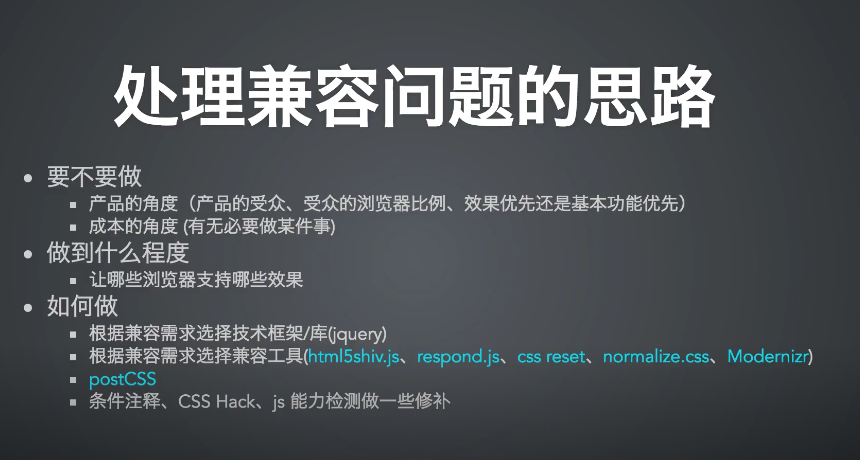 处理兼容问题的思路
要不要做
产品的角度（产品的受众、受众的浏览器比例、效果优先还是基本功能优先）
成本的角度 (有无必要做某件事)
做到什么程度
让哪些浏览器支持哪些效果
如何做
根据兼容需求选择技术框架/库(jquery)
根据兼容需求选择兼容工具(html5shiv.js、respond.js、css reset、normalize.css、Modernizr)
postCSS
条件注释、CSS Hack、js 能力检测做一些修补